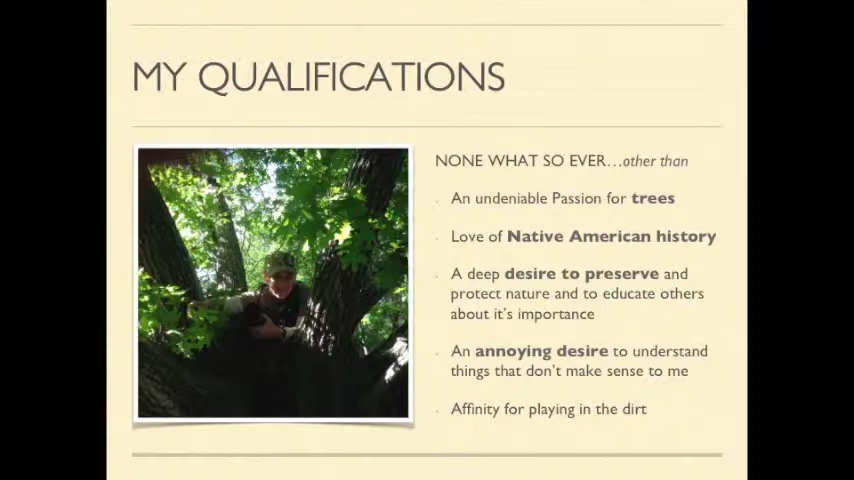 MY QUALIFICATIONS
NONE WHAT SO EVER…other than
An undeniable Passion for trees
Love of Native American history
A deep desire to preserve and
protect nature and to educate others
about it's importance
An annoying desire to understand
things that don't make sense to me
Affinity for playing in the dirt